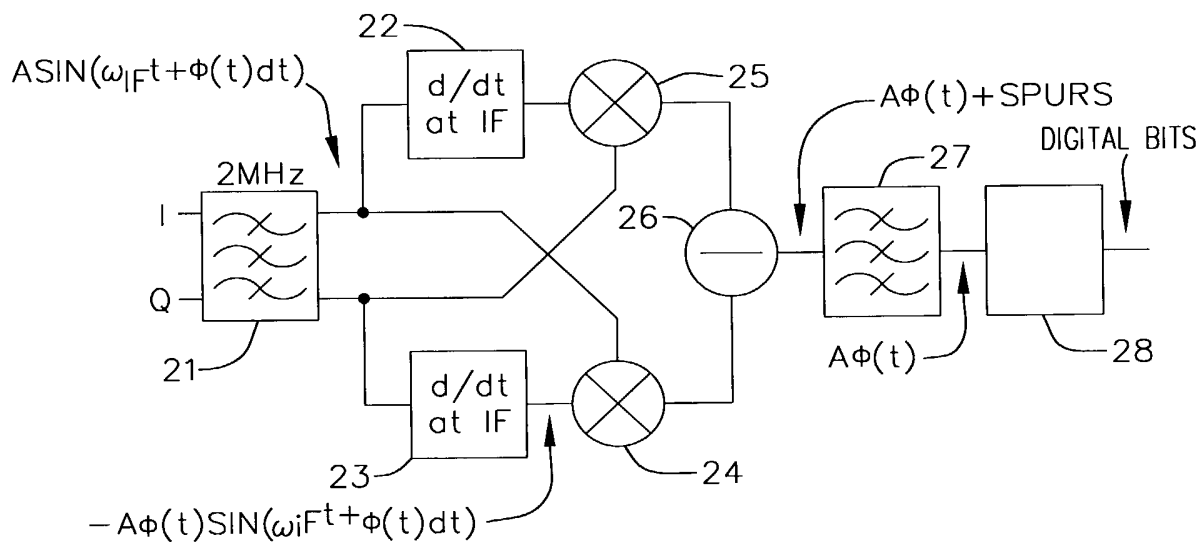 22
25
ASIN(ωIFt+Φ(t)dt)
d/dt
at IF
AΦ(t)+SPURS
DIGITAL BITS
2MHz
27
I
26
Q
21
AΦ(t)
28
d/dt
at IF
23
24
-AΦ(t)SIN(ωiFt+Φ(t)dt)